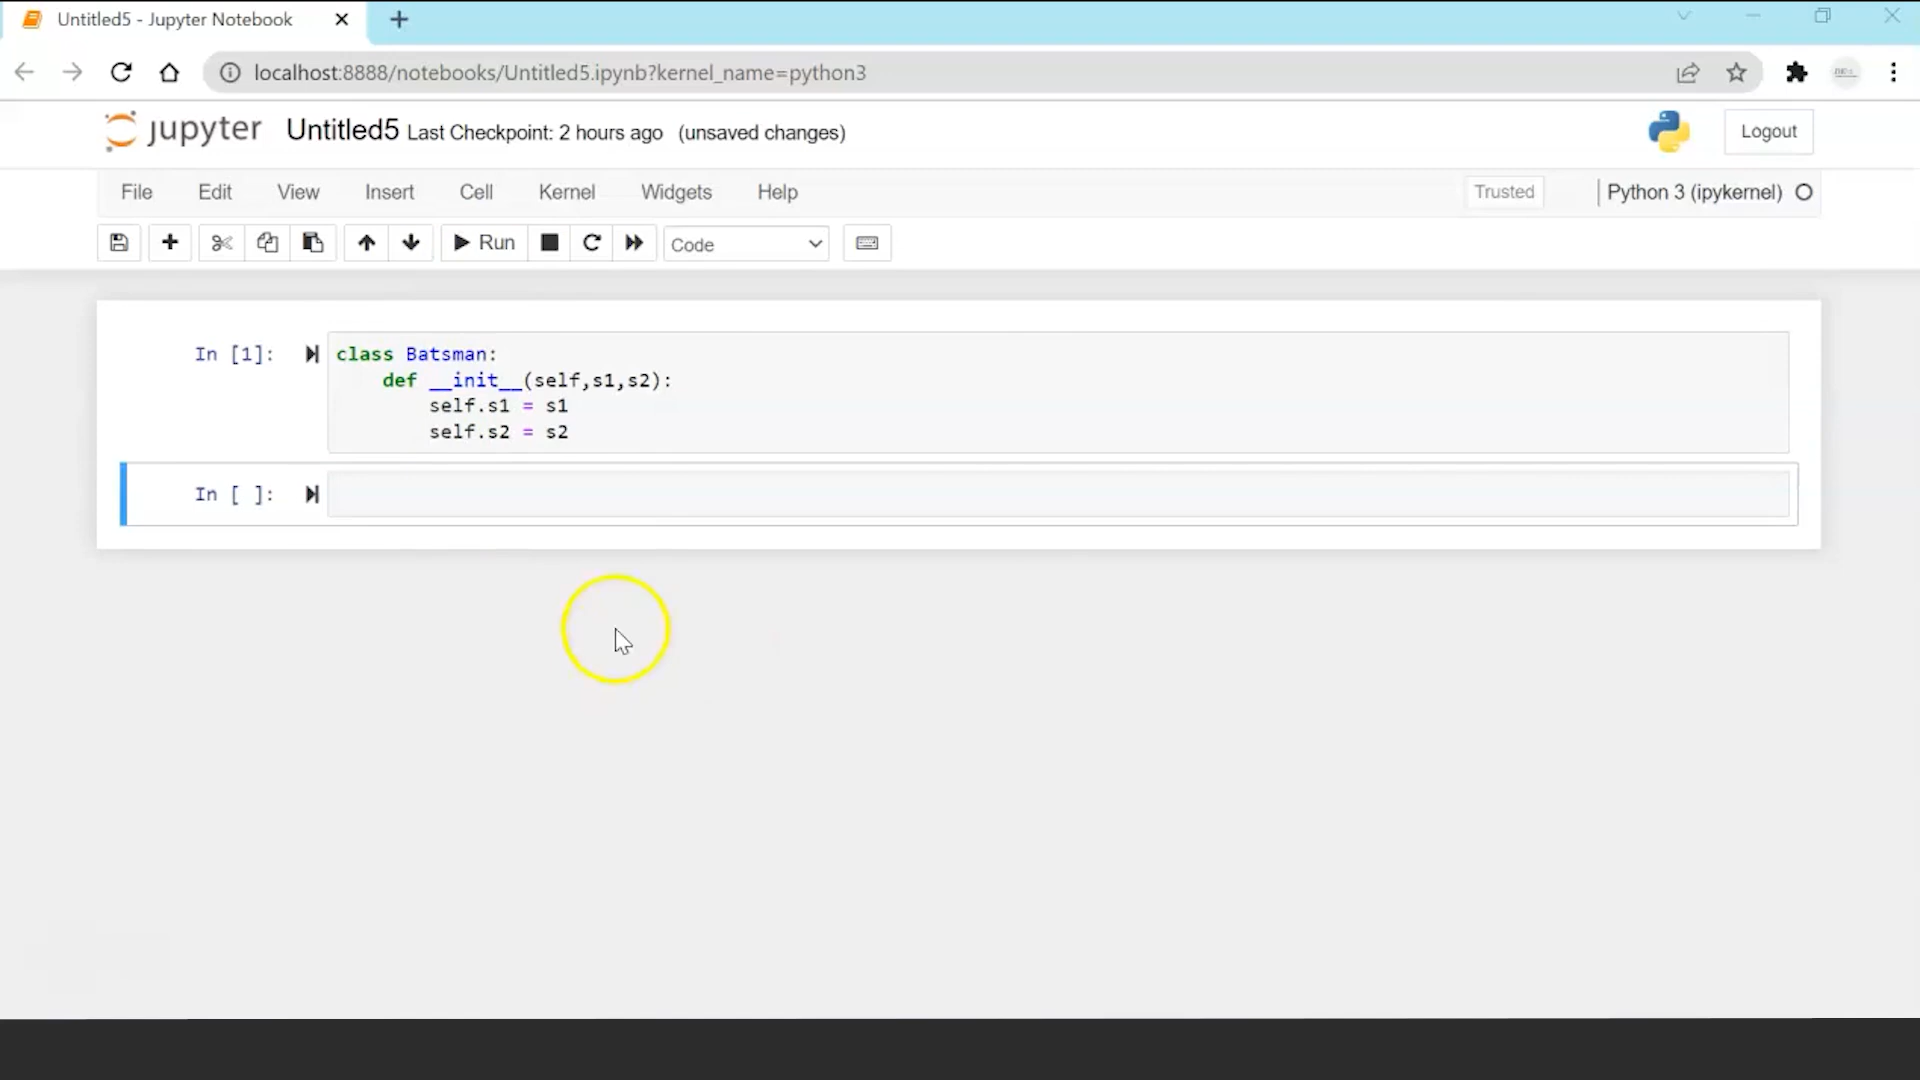 Untitled5 - Jupyter Notebook
localhost:8888/notebooks/Untitled5.ipynb?kernel_name=python3
jupyter Untitled5 Last Checkpoint: 2 hours ago (unsaved changes)
Logout
File Edit View Insert Cell Kernel Widgets Help
Trusted
Python 3 (ipykernel)
Run
Code
In [1]:
class Batsman:
    def __init__(self,s1,s2):
        self.s1 = s1
        self.s2 = s2
In [ ]: